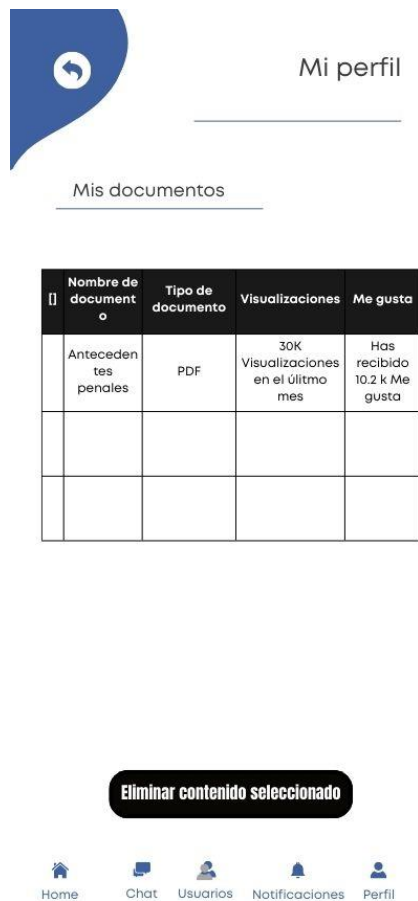 Mi perfil
Mis documentos
[]
Nombre de
document
o
Tipo de
documento
Visualizaciones
Me gusta
Anteceden
tes
penales
PDF
30K
Visualizaciones
en el úlitmo
mes
Has
recibido
10.2 k Me
gusta
Eliminar contenido seleccionado
Home
Chat
Usuarios
Notificaciones
Perfil